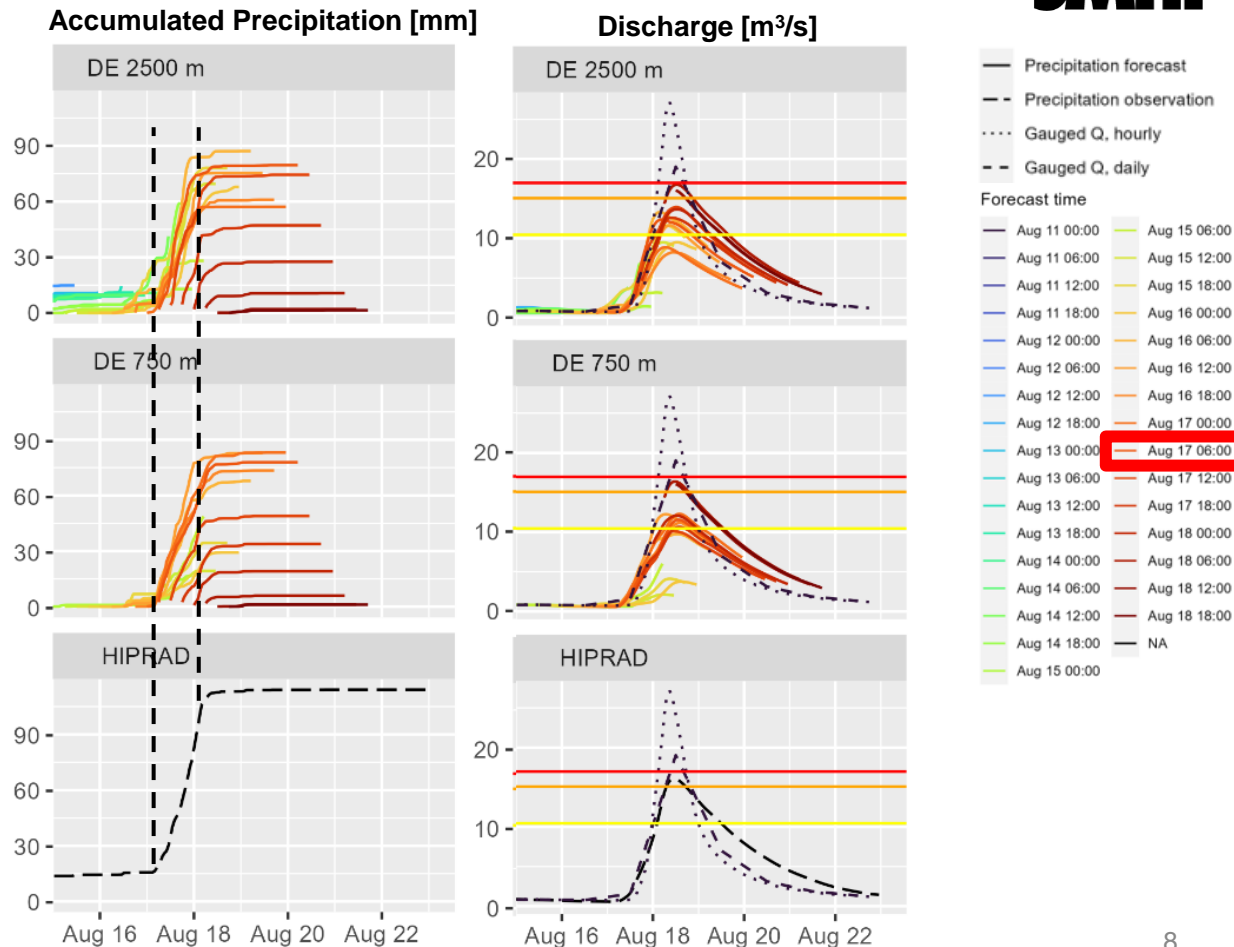 Accumulated Precipitation [mm]
DE 2500 m
90
60
30
0
DE 750 m
90
60
30
0
HIPRAD
90
60
30
0
Aug 16 Aug 18 Aug 20 Aug 22
Discharge [m³/s]
DE 2500 m
20
10
0
DE 750 m
20
10
0
HIPRAD
20
10
0
Aug 16 Aug 18 Aug 20 Aug 22
Precipitation forecast
Precipitation observation
Gauged Q, hourly
Gauged Q, daily
Forecast time
Aug 11 00:00
Aug 11 06:00
Aug 11 12:00
Aug 11 18:00
Aug 12 00:00
Aug 12 06:00
Aug 12 12:00
Aug 12 18:00
Aug 13 00:00
Aug 13 06:00
Aug 13 12:00
Aug 13 18:00
Aug 14 00:00
Aug 14 06:00
Aug 14 12:00
Aug 14 18:00
Aug 15 00:00
Aug 15 06:00
Aug 15 12:00
Aug 15 18:00
Aug 16 00:00
Aug 16 06:00
Aug 16 12:00
Aug 16 18:00
Aug 17 00:00
Aug 17 06:00
Aug 17 12:00
Aug 17 18:00
Aug 18 00:00
Aug 18 06:00
Aug 18 12:00
Aug 18 18:00
NA
8